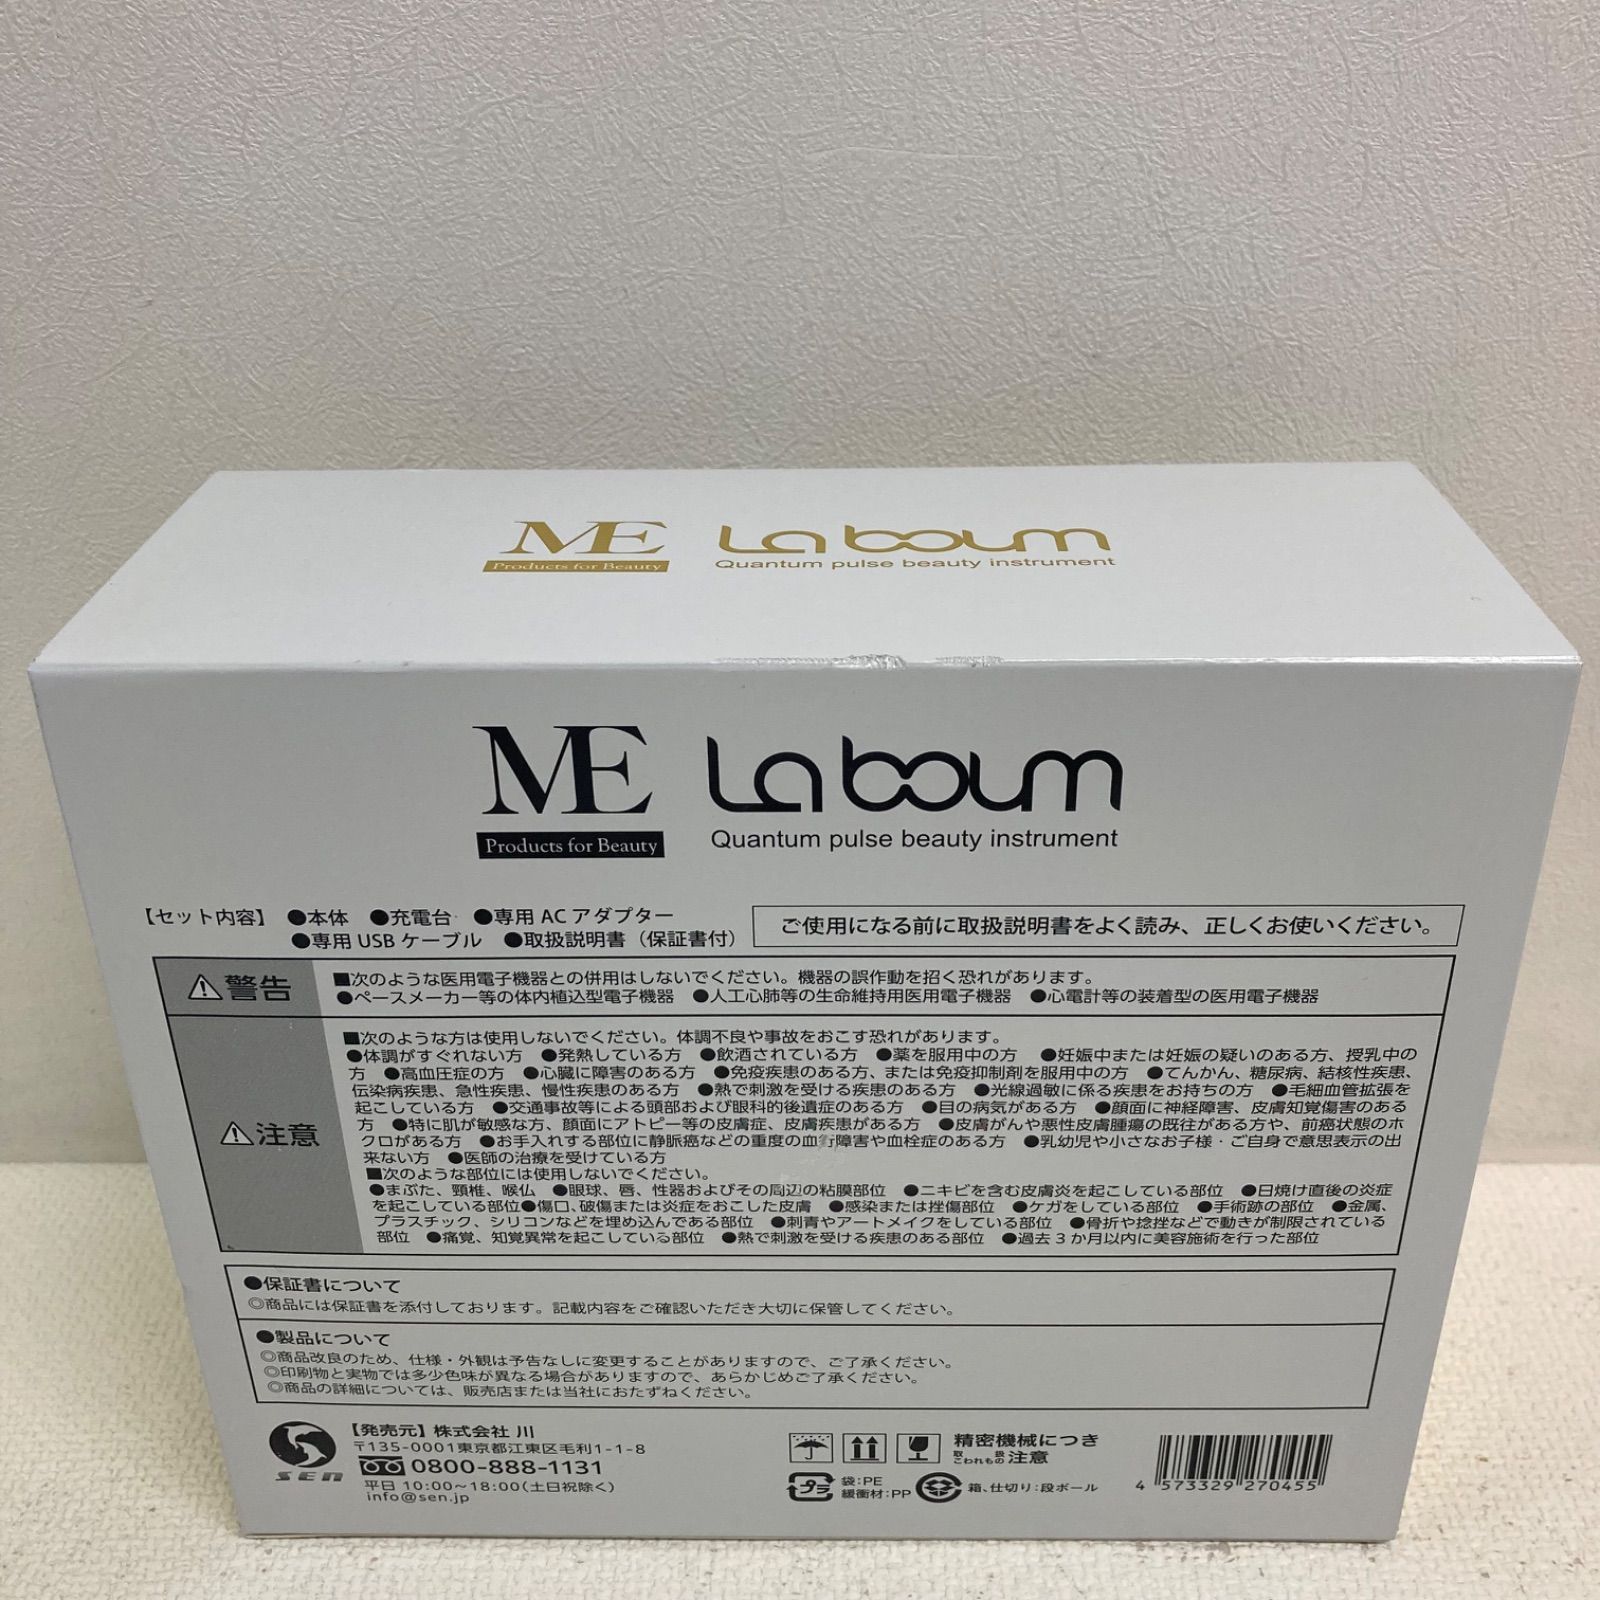 ME La boum
Products for Beauty Quantum pulse beauty instrument
ME La boum
Products for Beauty Quantum pulse beauty instrument
【セット内容】 ●本体 ●充電台 ●専用 AC アダプター
●専用 USB ケーブル ●取扱説明書（保証書付）
ご使用になる前に取扱説明書をよく読み、正しくお使いください。
⚠警告
■次のような医用電子機器との併用はしないでください。機器の誤作動を招く恐れがあります。
●ペースメーカー等の体内植込型電子機器 ●人工心肺等の生命維持用医用電子機器 ●心電計等の装着型の医用電子機器
⚠注意
■次のような方は使用しないでください。体調不良や事故をおこす恐れがあります。
●体調がすぐれない方 ●発熱している方 ●飲酒されている方 ●薬を服用中の方 ●妊娠中または妊娠の疑いのある方、授乳中の
方 ●高血圧症の方 ●心臓に障害のある方 ●免疫疾患のある方、または免疫抑制剤を服用中の方 ●てんかん、糖尿病、結核性疾患、
伝染病疾患、急性疾患、慢性疾患のある方 ●熱で刺激を受ける疾患のある方 ●光線過敏に係る疾患をお持ちの方 ●毛細血管拡張を
起こしている方 ●交通事故等による頭部および眼科的後遺症のある方 ●目の病気がある方 ●顔面に神経障害、皮膚知覚傷害のある
方 ●特に肌が敏感な方、顔面にアトピー等の皮膚症、皮膚疾患がある方 ●皮膚がんや悪性皮膚腫瘍の既往がある方や、前癌状態のホ
クロがある方 ●お手入れする部位に静脈癌などの重度の血行障害や血栓症のある方 ●乳幼児や小さなお子様・ご自身で意思表示の出
来ない方 ●医師の治療を受けている方
■次のような部位には使用しないでください。
●まぶた、頸椎、喉仏 ●眼球、唇、性器およびその周辺の粘膜部位 ●ニキビを含む皮膚炎を起こしている部位 ●日焼け直後の炎症
を起こしている部位●傷口、破傷または炎症をおこした皮膚 ●感染または挫傷部位 ●ケガをしている部位 ●手術跡の部位 ●金属、
プラスチック、シリコンなどを埋め込んである部位 ●刺青やアートメイクをしている部位 ●骨折や捻挫などで動きが制限されている
部位 ●痛覚、知覚異常を起こしている部位 ●熱で刺激を受ける疾患のある部位 ●過去 3 か月以内に美容施術を行った部位
●保証書について
◎商品には保証書を添付しております。記載内容をご確認いただき大切に保管してください。
●製品について
◎商品改良のため、仕様・外観は予告なしに変更することがありますので、ご了承ください。
◎印刷物と実物では多少色味が異なる場合がありますので、あらかじめご了承ください。
◎商品の詳細については、販売店または当社におたずねください。
SEN
【発売元】株式会社 川
〒135-0001東京都江東区毛利1-1-8
0800-888-1131
平日 10:00~18:00(土日祝除く)
info@sen.jp
精密機械につき
取扱注意
こわれもの
プラ 袋:PE
緩衝材:PP
箱、仕切り:段ボール
4 573329 270455